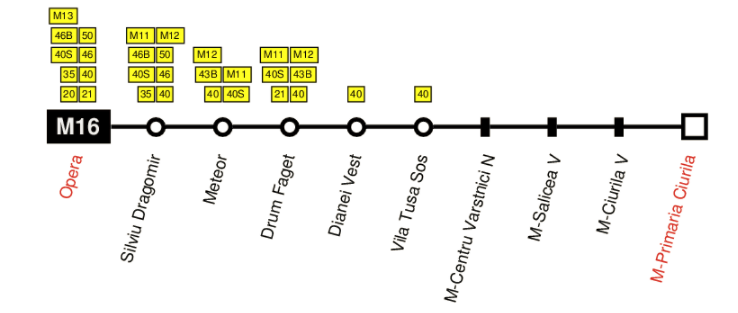 M13
46B 50 M11 M12
40S 46 46B 50 M12 M11 M12
35 40 40S 46 43B M11 40S 43B
20 21 35 40 40 40S 21 40 40 40
M16
Opera
Silviu Dragomir
Meteor
Drum Faget
Dianei Vest
Vila Tusa Sos
M-Centru Varstnici N
M-Salicea V
M-Ciurila V
M-Primaria Ciurila